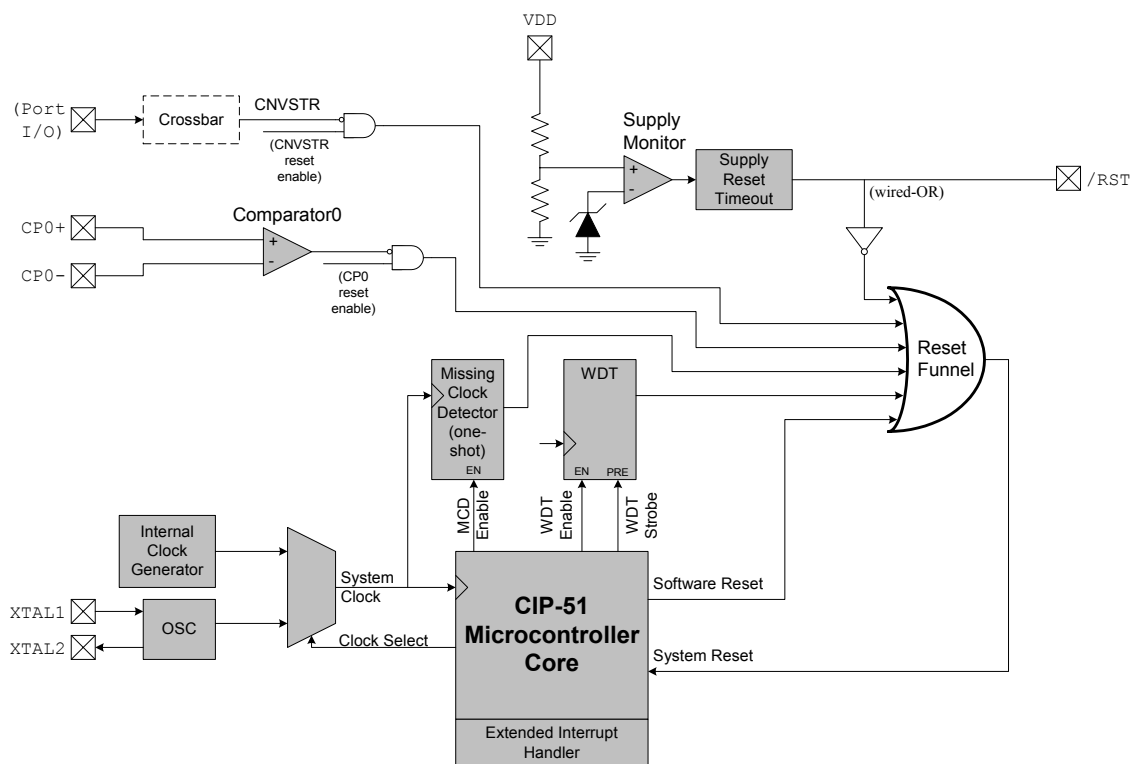 VDD
(Port
I/O)
Crossbar
CNVSTR
(CNVSTR
reset
enable)
Supply
Monitor
+
-
Supply
Reset
Timeout
(wired-OR)
/RST
CP0+
CP0-
Comparator0
+
-
(CP0
reset
enable)
Reset
Funnel
Missing
Clock
Detector
(one-
shot)
EN
WDT
EN
PRE
MCD
Enable
WDT
Enable
WDT
Strobe
Internal
Clock
Generator
System
Clock
XTAL1
XTAL2
OSC
Clock Select
CIP-51
Microcontroller
Core
Software Reset
System Reset
Extended Interrupt
Handler